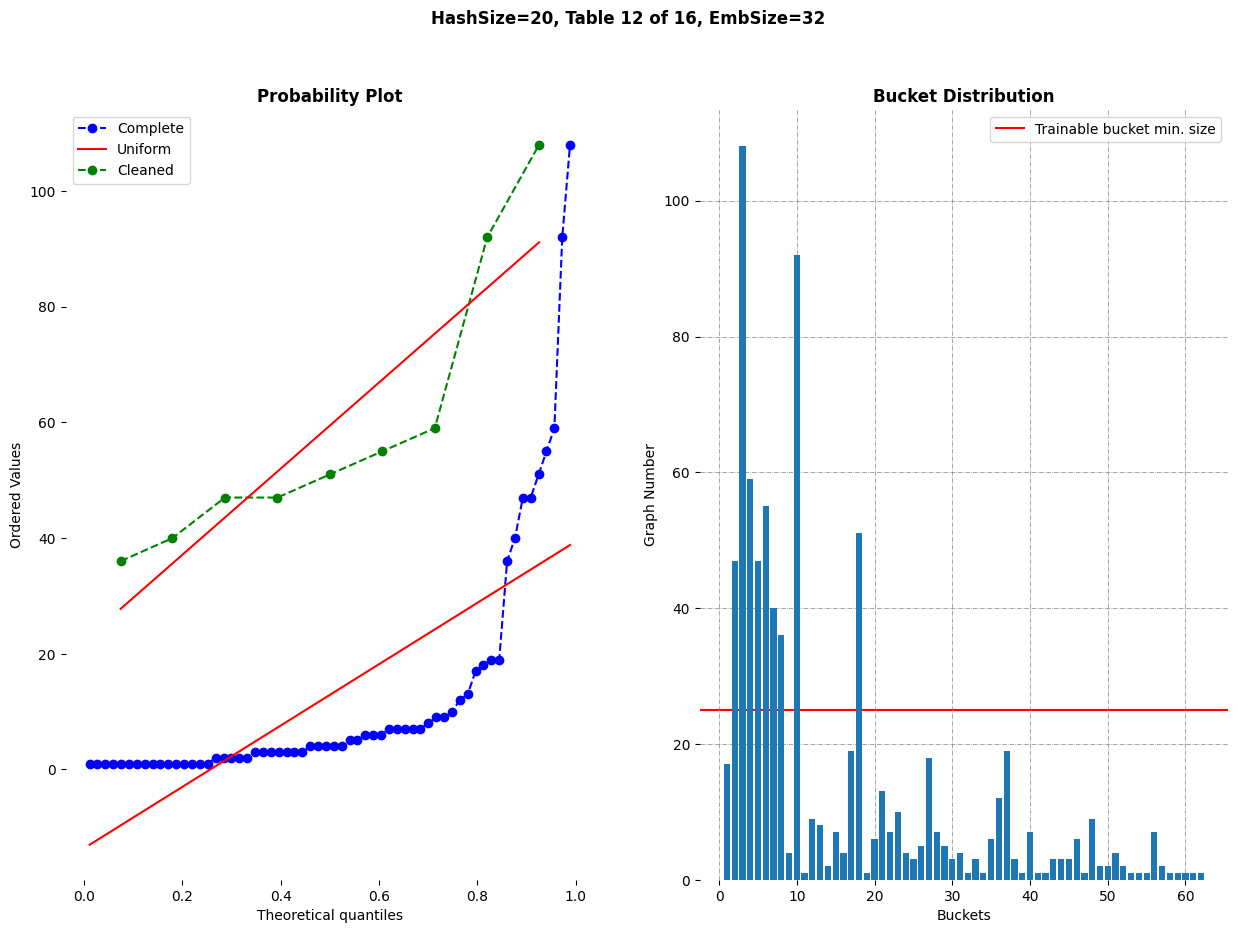 HashSize=20, Table 12 of 16, EmbSize=32
Probability Plot
Complete
Uniform
Cleaned
Ordered Values
100
80
60
40
20
0
0.0 0.2 0.4 0.6 0.8 1.0
Theoretical quantiles
Bucket Distribution
Trainable bucket min. size
Graph Number
100
80
60
40
20
0
0 10 20 30 40 50 60
Buckets